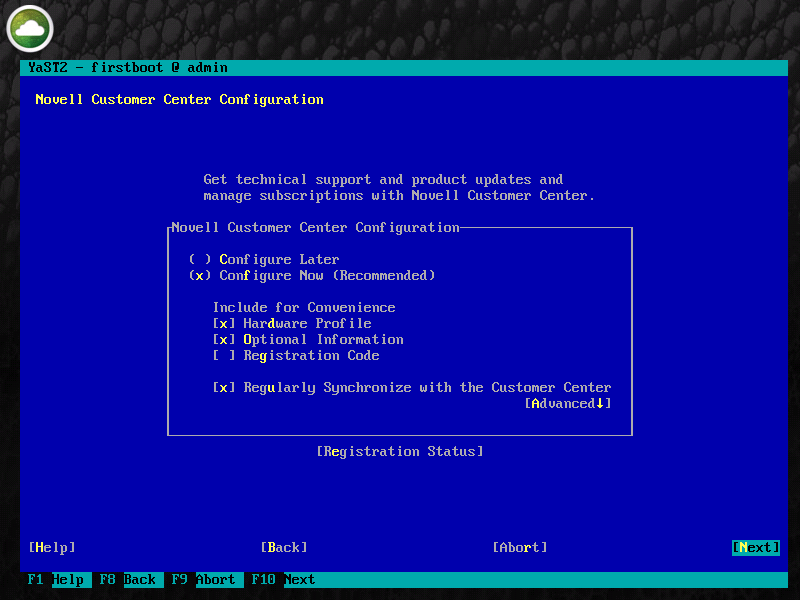 YaST2 - firstboot @ admin
Novell Customer Center Configuration
Get technical support and product updates and
manage subscriptions with Novell Customer Center.
Novell Customer Center Configuration
( ) Configure Later
(x) Configure Now (Recommended)
Include for Convenience
[x] Hardware Profile
[x] Optional Information
[ ] Registration Code
[x] Regularly Synchronize with the Customer Center
[Advanced↓]
[Registration Status]
[Help] [Back] [Abort] [Next]
F1 Help F8 Back F9 Abort F10 Next